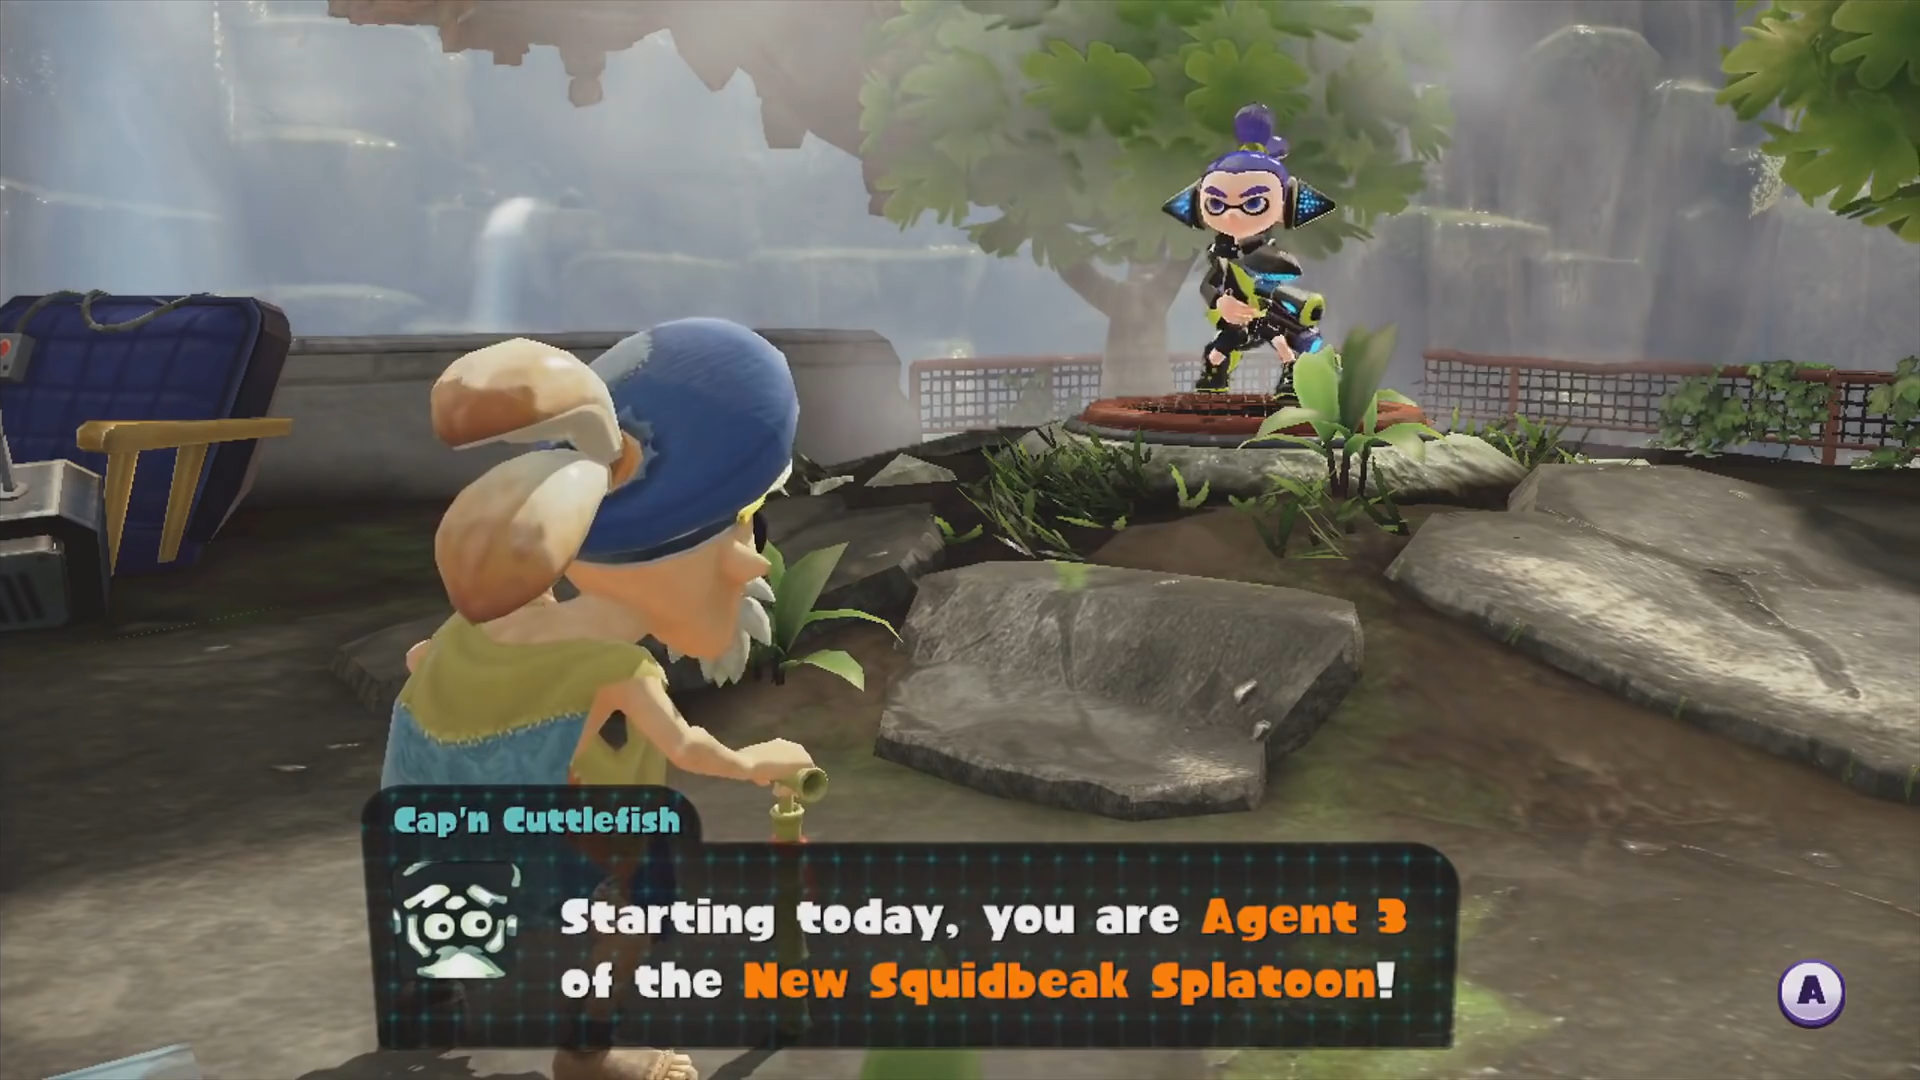 Cap'n Cuttlefish
Starting today, you are Agent 3
of the New Squidbeak Splatoon!
A